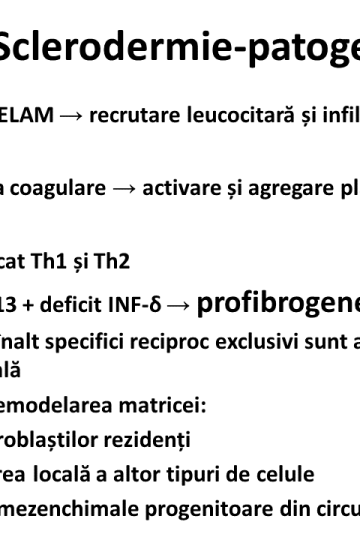 Sclerodermie-patoge
ELAM → recrutare leucocitară și infil
a coagulare → activare și agregare pl
cat Th1 și Th2
13 + deficit INF-δ → profibrogene
înalt specifici reciproc exclusivi sunt a
ală
emodelarea matricei:
roblaștilor rezidenți
rea locală a altor tipuri de celule
mezenchimale progenitoare din circu